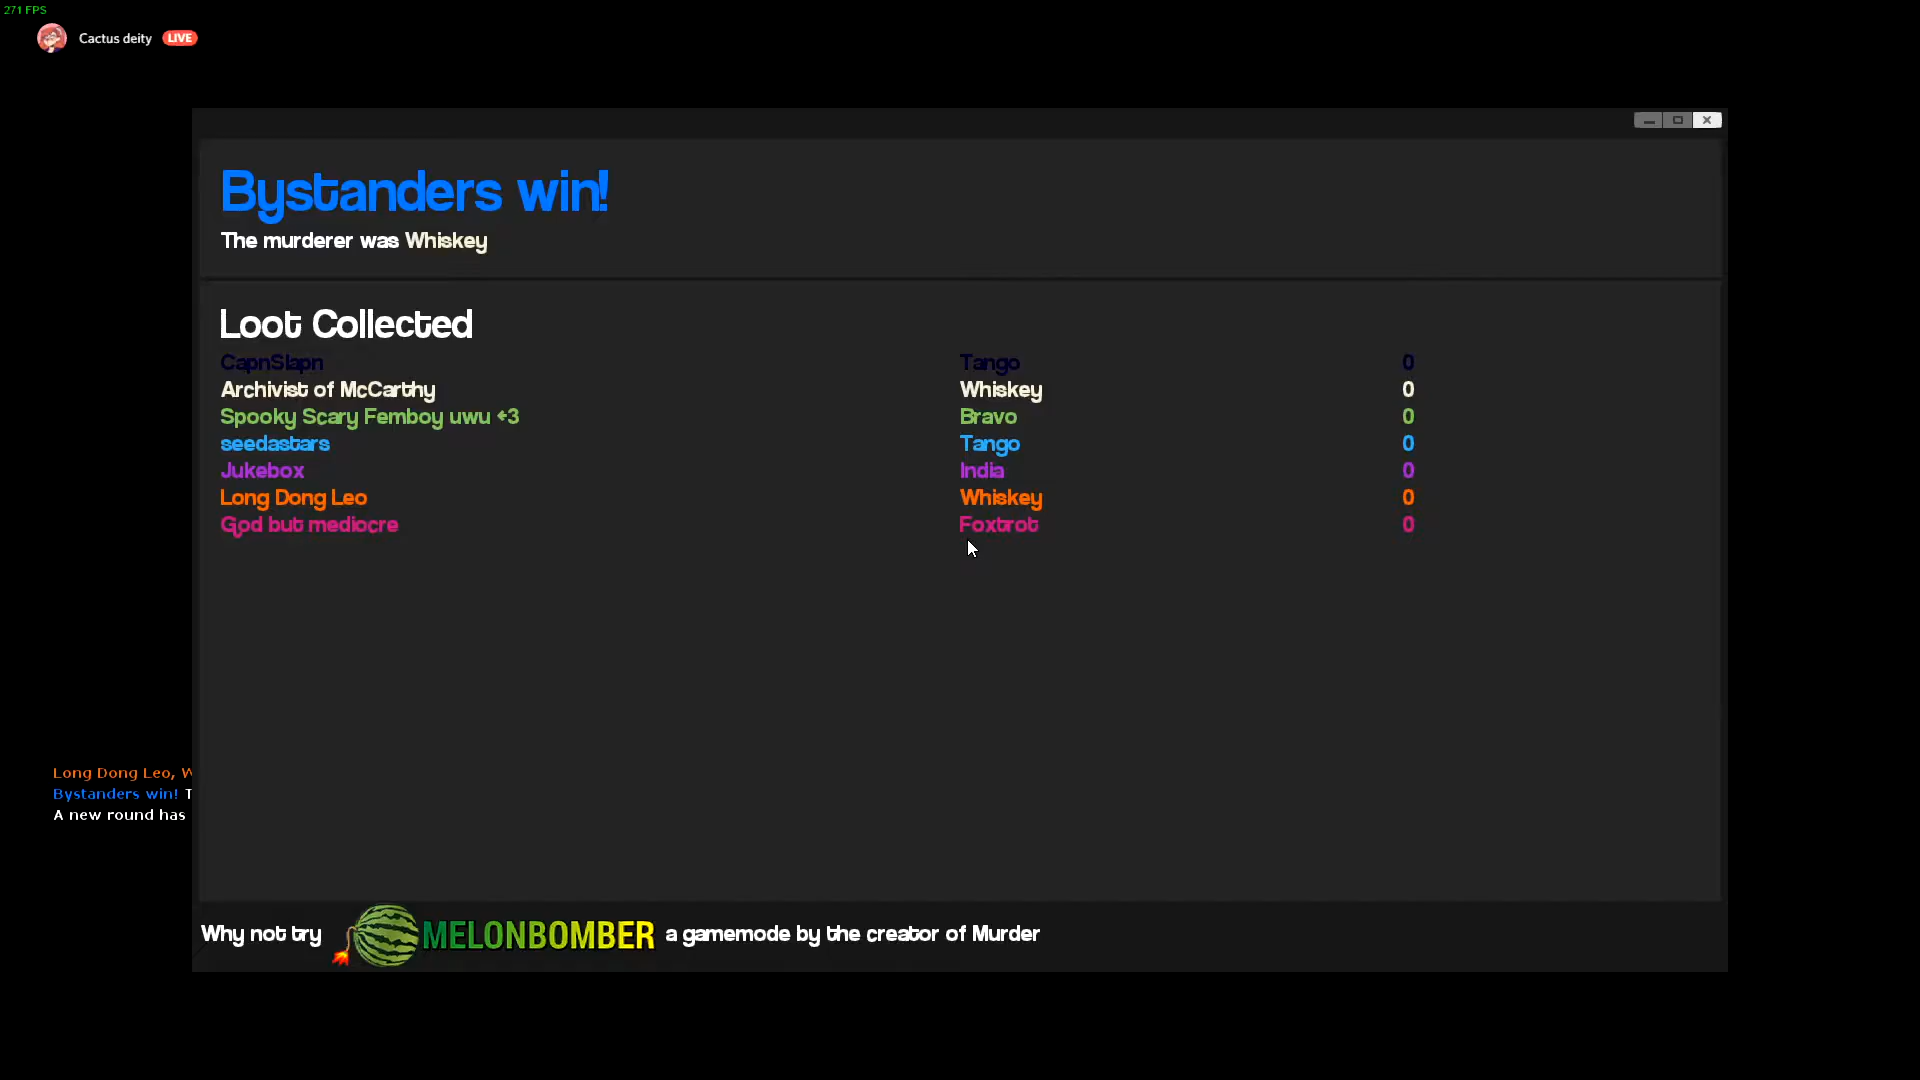 271 FPS
Cactus deity LIVE
Bystanders win!
The murderer was Whiskey
Loot Collected
CapnSlapn Tango 0
Archivist of McCarthy Whiskey 0
Spooky Scary Femboy uwu <3 Bravo 0
seedastars Tango 0
Jukebox India 0
Long Dong Leo Whiskey 0
God but mediocre Foxtrot 0
Long Dong Leo, W
Bystanders win! T
A new round has
Why not try MELONBOMBER a gamemode by the creator of Murder